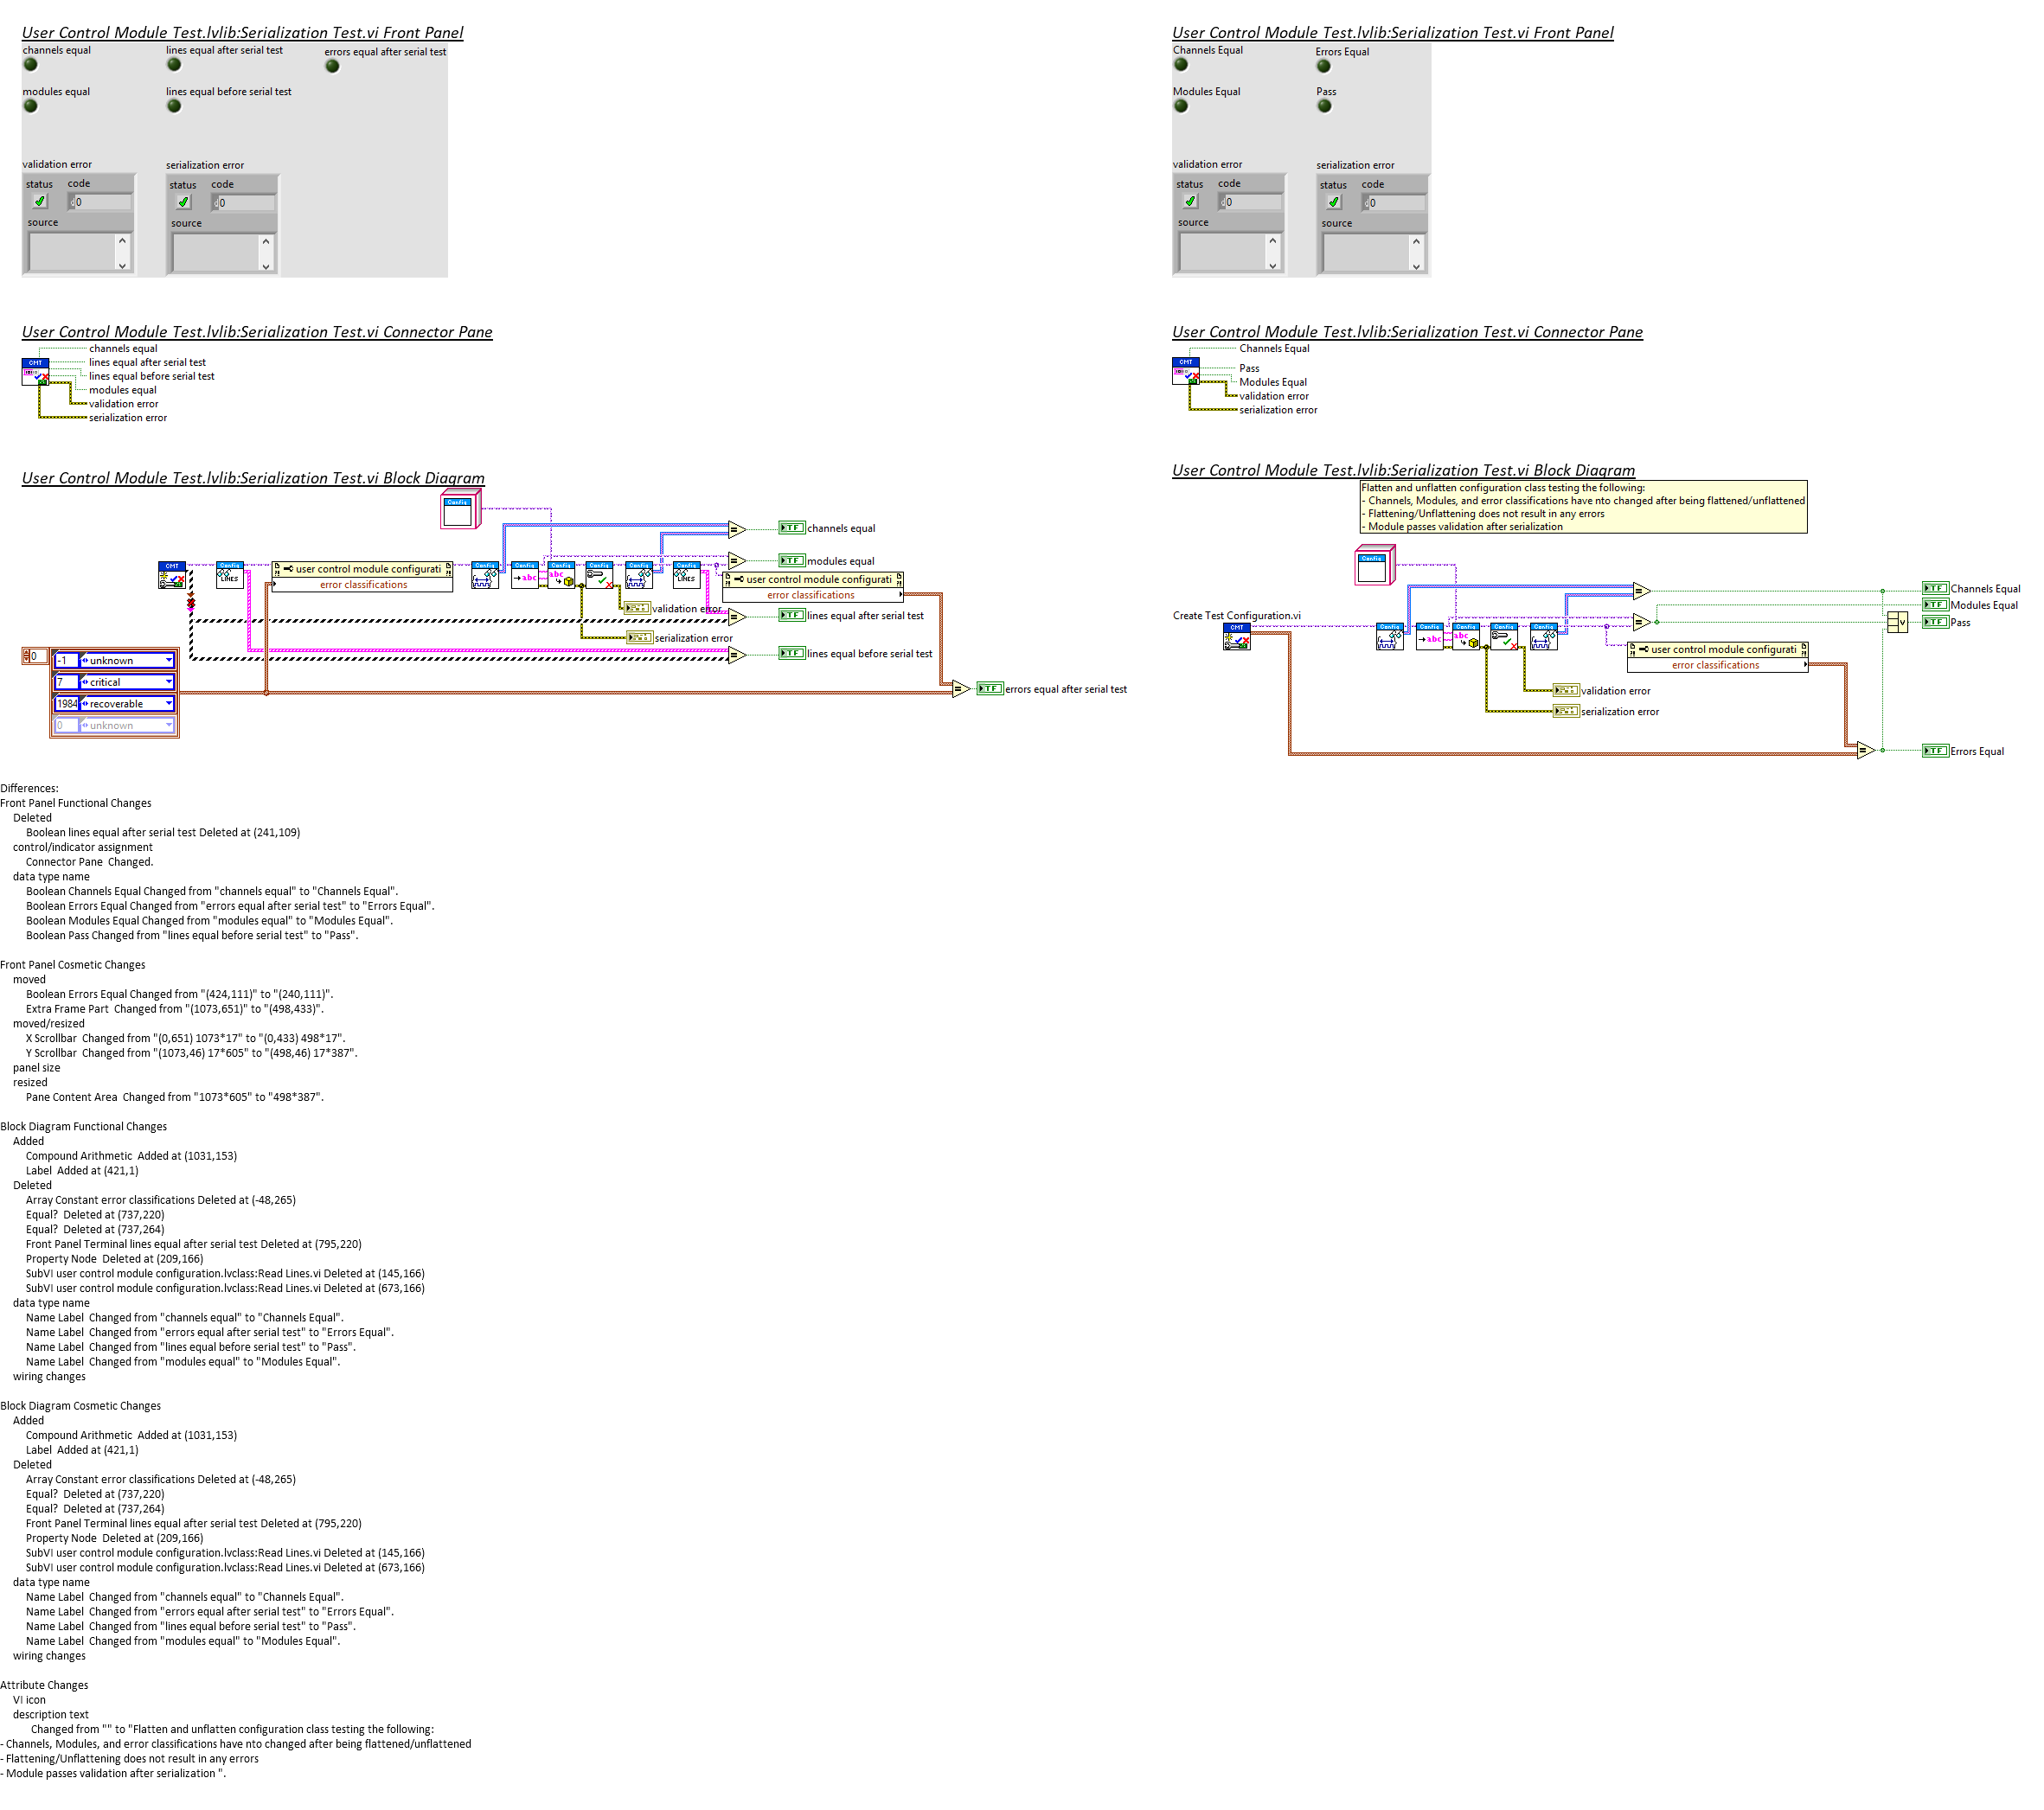 User Control Module Test.lvlib:Serialization Test.vi Front Panel
channels equal
lines equal after serial test
errors equal after serial test
modules equal
lines equal before serial test
validation error
serialization error
status
code
0
source
status
code
0
source
User Control Module Test.lvlib:Serialization Test.vi Connector Pane
CMT
channels equal
lines equal after serial test
lines equal before serial test
modules equal
validation error
serialization error
User Control Module Test.lvlib:Serialization Test.vi Block Diagram
Config
TF channels equal
TF modules equal
CMT
Config
LINES
user control module configurati
error classifications
Config
Config
abc
Config
abc
Config
Config
Config
LINES
user control module configurati
error classifications
validation error
TF lines equal after serial test
serialization error
TF lines equal before serial test
0
-1 unknown
7 critical
1984 recoverable
0 unknown
TF errors equal after serial test
User Control Module Test.lvlib:Serialization Test.vi Front Panel
Channels Equal
Errors Equal
Modules Equal
Pass
validation error
serialization error
status
code
0
source
status
code
0
source
User Control Module Test.lvlib:Serialization Test.vi Connector Pane
CMT
Channels Equal
Pass
Modules Equal
validation error
serialization error
User Control Module Test.lvlib:Serialization Test.vi Block Diagram
Flatten and unflatten configuration class testing the following:
- Channels, Modules, and error classifications have nto changed after being flattened/unflattened
- Flattening/Unflattening does not result in any errors
- Module passes validation after serialization
Config
TF Channels Equal
TF Modules Equal
Create Test Configuration.vi
TF Pass
CMT
Config
Config
abc
Config
abc
Config
Config
user control module configurati
error classifications
validation error
serialization error
TF Errors Equal
Differences:
Front Panel Functional Changes
Deleted
Boolean lines equal after serial test Deleted at (241,109)
control/indicator assignment
Connector Pane  Changed.
data type name
Boolean Channels Equal Changed from "channels equal" to "Channels Equal".
Boolean Errors Equal Changed from "errors equal after serial test" to "Errors Equal".
Boolean Modules Equal Changed from "modules equal" to "Modules Equal".
Boolean Pass Changed from "lines equal before serial test" to "Pass".
Front Panel Cosmetic Changes
moved
Boolean Errors Equal Changed from "(424,111)" to "(240,111)".
Extra Frame Part  Changed from "(1073,651)" to "(498,433)".
moved/resized
X Scrollbar  Changed from "(0,651) 1073*17" to "(0,433) 498*17".
Y Scrollbar  Changed from "(1073,46) 17*605" to "(498,46) 17*387".
panel size
resized
Pane Content Area  Changed from "1073*605" to "498*387".
Block Diagram Functional Changes
Added
Compound Arithmetic  Added at (1031,153)
Label  Added at (421,1)
Deleted
Array Constant error classifications Deleted at (-48,265)
Equal?  Deleted at (737,220)
Equal?  Deleted at (737,264)
Front Panel Terminal lines equal after serial test Deleted at (795,220)
Property Node  Deleted at (209,166)
SubVI user control module configuration.lvclass:Read Lines.vi Deleted at (145,166)
SubVI user control module configuration.lvclass:Read Lines.vi Deleted at (673,166)
data type name
Name Label  Changed from "channels equal" to "Channels Equal".
Name Label  Changed from "errors equal after serial test" to "Errors Equal".
Name Label  Changed from "lines equal before serial test" to "Pass".
Name Label  Changed from "modules equal" to "Modules Equal".
wiring changes
Block Diagram Cosmetic Changes
Added
Compound Arithmetic  Added at (1031,153)
Label  Added at (421,1)
Deleted
Array Constant error classifications Deleted at (-48,265)
Equal?  Deleted at (737,220)
Equal?  Deleted at (737,264)
Front Panel Terminal lines equal after serial test Deleted at (795,220)
Property Node  Deleted at (209,166)
SubVI user control module configuration.lvclass:Read Lines.vi Deleted at (145,166)
SubVI user control module configuration.lvclass:Read Lines.vi Deleted at (673,166)
data type name
Name Label  Changed from "channels equal" to "Channels Equal".
Name Label  Changed from "errors equal after serial test" to "Errors Equal".
Name Label  Changed from "lines equal before serial test" to "Pass".
Name Label  Changed from "modules equal" to "Modules Equal".
wiring changes
Attribute Changes
VI icon
description text
Changed from "" to "Flatten and unflatten configuration class testing the following:
- Channels, Modules, and error classifications have nto changed after being flattened/unflattened
- Flattening/Unflattening does not result in any errors
- Module passes validation after serialization ".